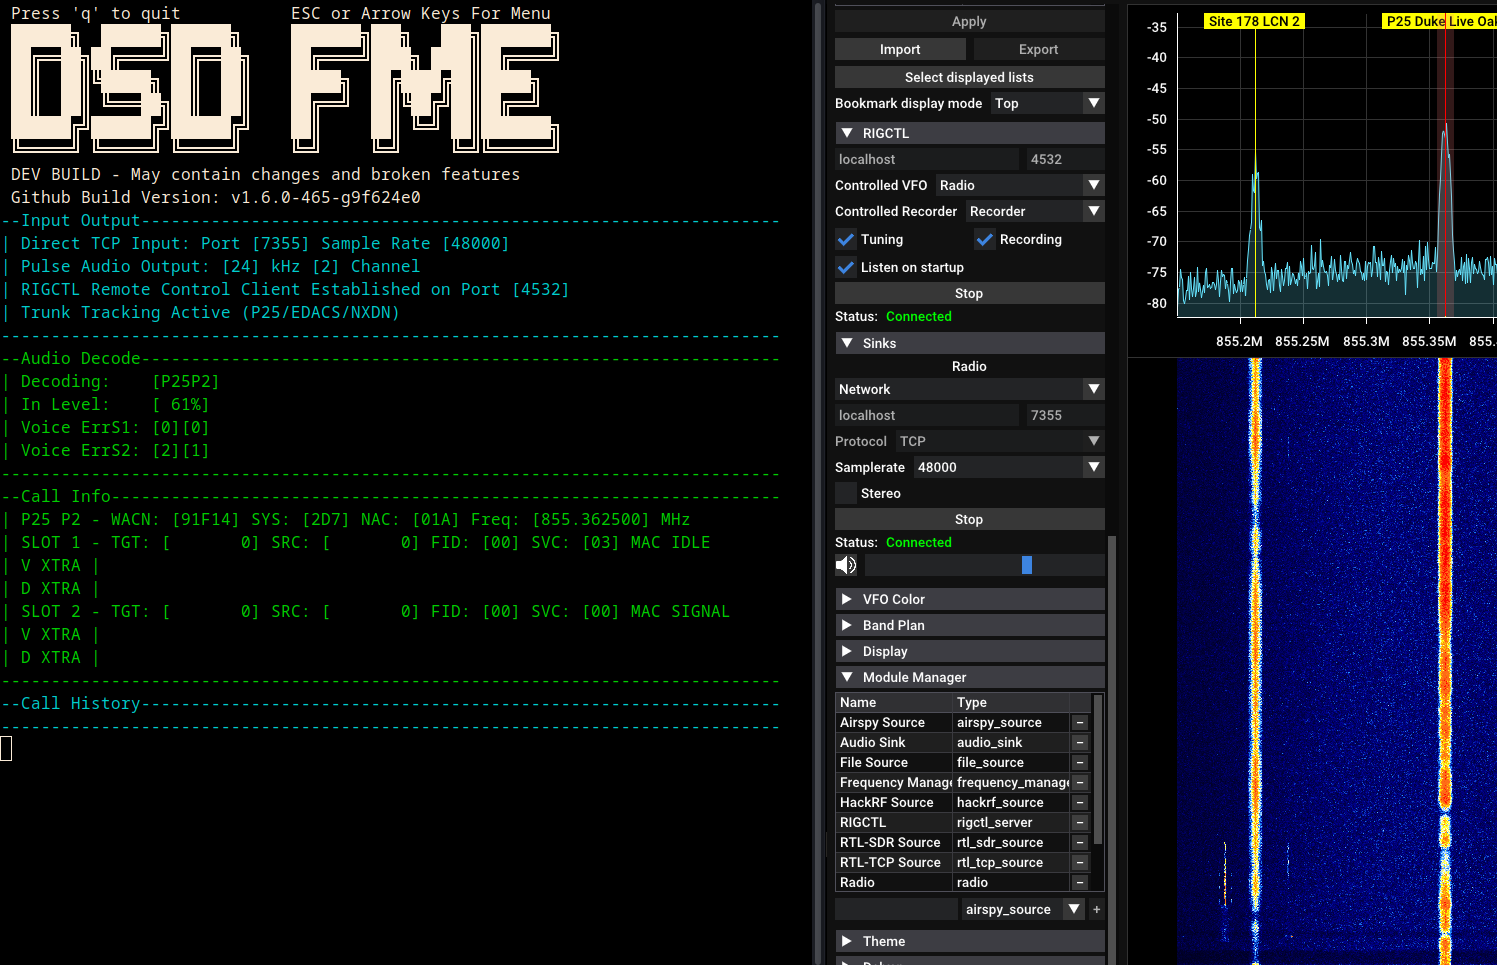 Press 'q' to quit          ESC or Arrow Keys For Menu
DSD FME
DEV BUILD - May contain changes and broken features
Github Build Version: v1.6.0-465-g9f624e0
--Input Output----------------------------------------------------------------
| Direct TCP Input: Port [7355] Sample Rate [48000]
| Pulse Audio Output: [24] kHz [2] Channel
| RIGCTL Remote Control Client Established on Port [4532]
| Trunk Tracking Active (P25/EDACS/NXDN)
------------------------------------------------------------------------------
--Audio Decode----------------------------------------------------------------
| Decoding:    [P25P2]
| In Level:    [ 61%]
| Voice ErrS1: [0][0]
| Voice ErrS2: [2][1]
------------------------------------------------------------------------------
--Call Info-------------------------------------------------------------------
| P25 P2 - WACN: [91F14] SYS: [2D7] NAC: [01A] Freq: [855.362500] MHz
| SLOT 1 - TGT: [       0] SRC: [       0] FID: [00] SVC: [03] MAC IDLE
| V XTRA |
| D XTRA |
| SLOT 2 - TGT: [       0] SRC: [       0] FID: [00] SVC: [00] MAC SIGNAL
| V XTRA |
| D XTRA |
------------------------------------------------------------------------------
--Call History----------------------------------------------------------------
------------------------------------------------------------------------------
Apply
Import Export
Select displayed lists
Bookmark display mode Top
RIGCTL
localhost 4532
Controlled VFO Radio
Controlled Recorder Recorder
Tuning Recording
Listen on startup
Stop
Status: Connected
Sinks
Radio
Network
localhost 7355
Protocol TCP
Samplerate 48000
Stereo
Stop
Status: Connected
VFO Color
Band Plan
Display
Module Manager
Name Type
Airspy Source airspy_source −
Audio Sink audio_sink −
File Source file_source −
Frequency Manage frequency_manage −
HackRF Source hackrf_source −
RIGCTL rigctl_server −
RTL-SDR Source rtl_sdr_source −
RTL-TCP Source rtl_tcp_source −
Radio radio −
airspy_source +
Theme
Site 178 LCN 2 P25 Duke Live Oak
-35
-40
-45
-50
-55
-60
-65
-70
-75
-80
855.2M 855.25M 855.3M 855.35M 855.